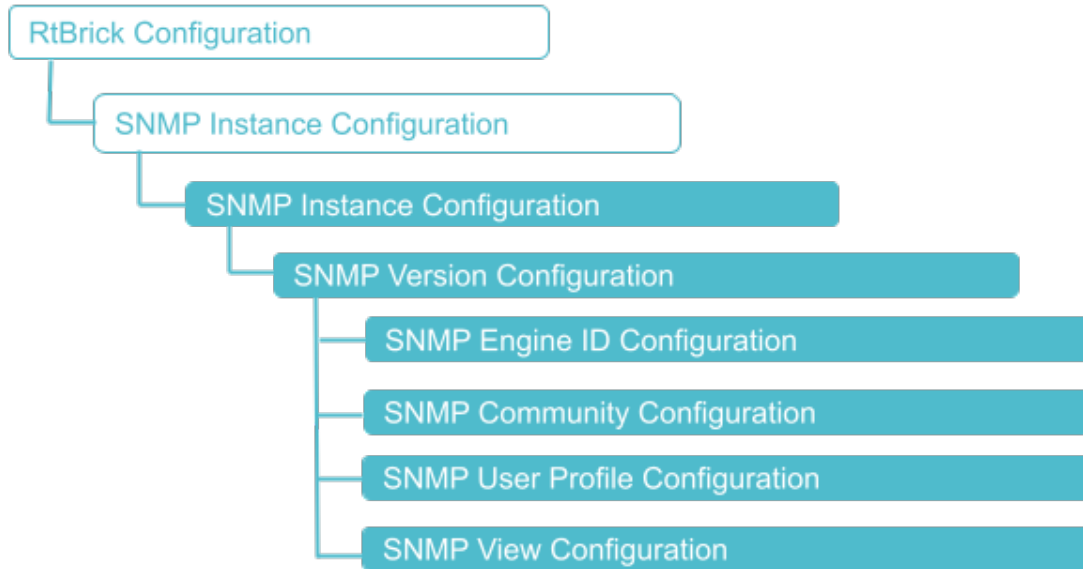 RtBrick Configuration
SNMP Instance Configuration
SNMP Instance Configuration
SNMP Version Configuration
SNMP Engine ID Configuration
SNMP Community Configuration
SNMP User Profile Configuration
SNMP View Configuration